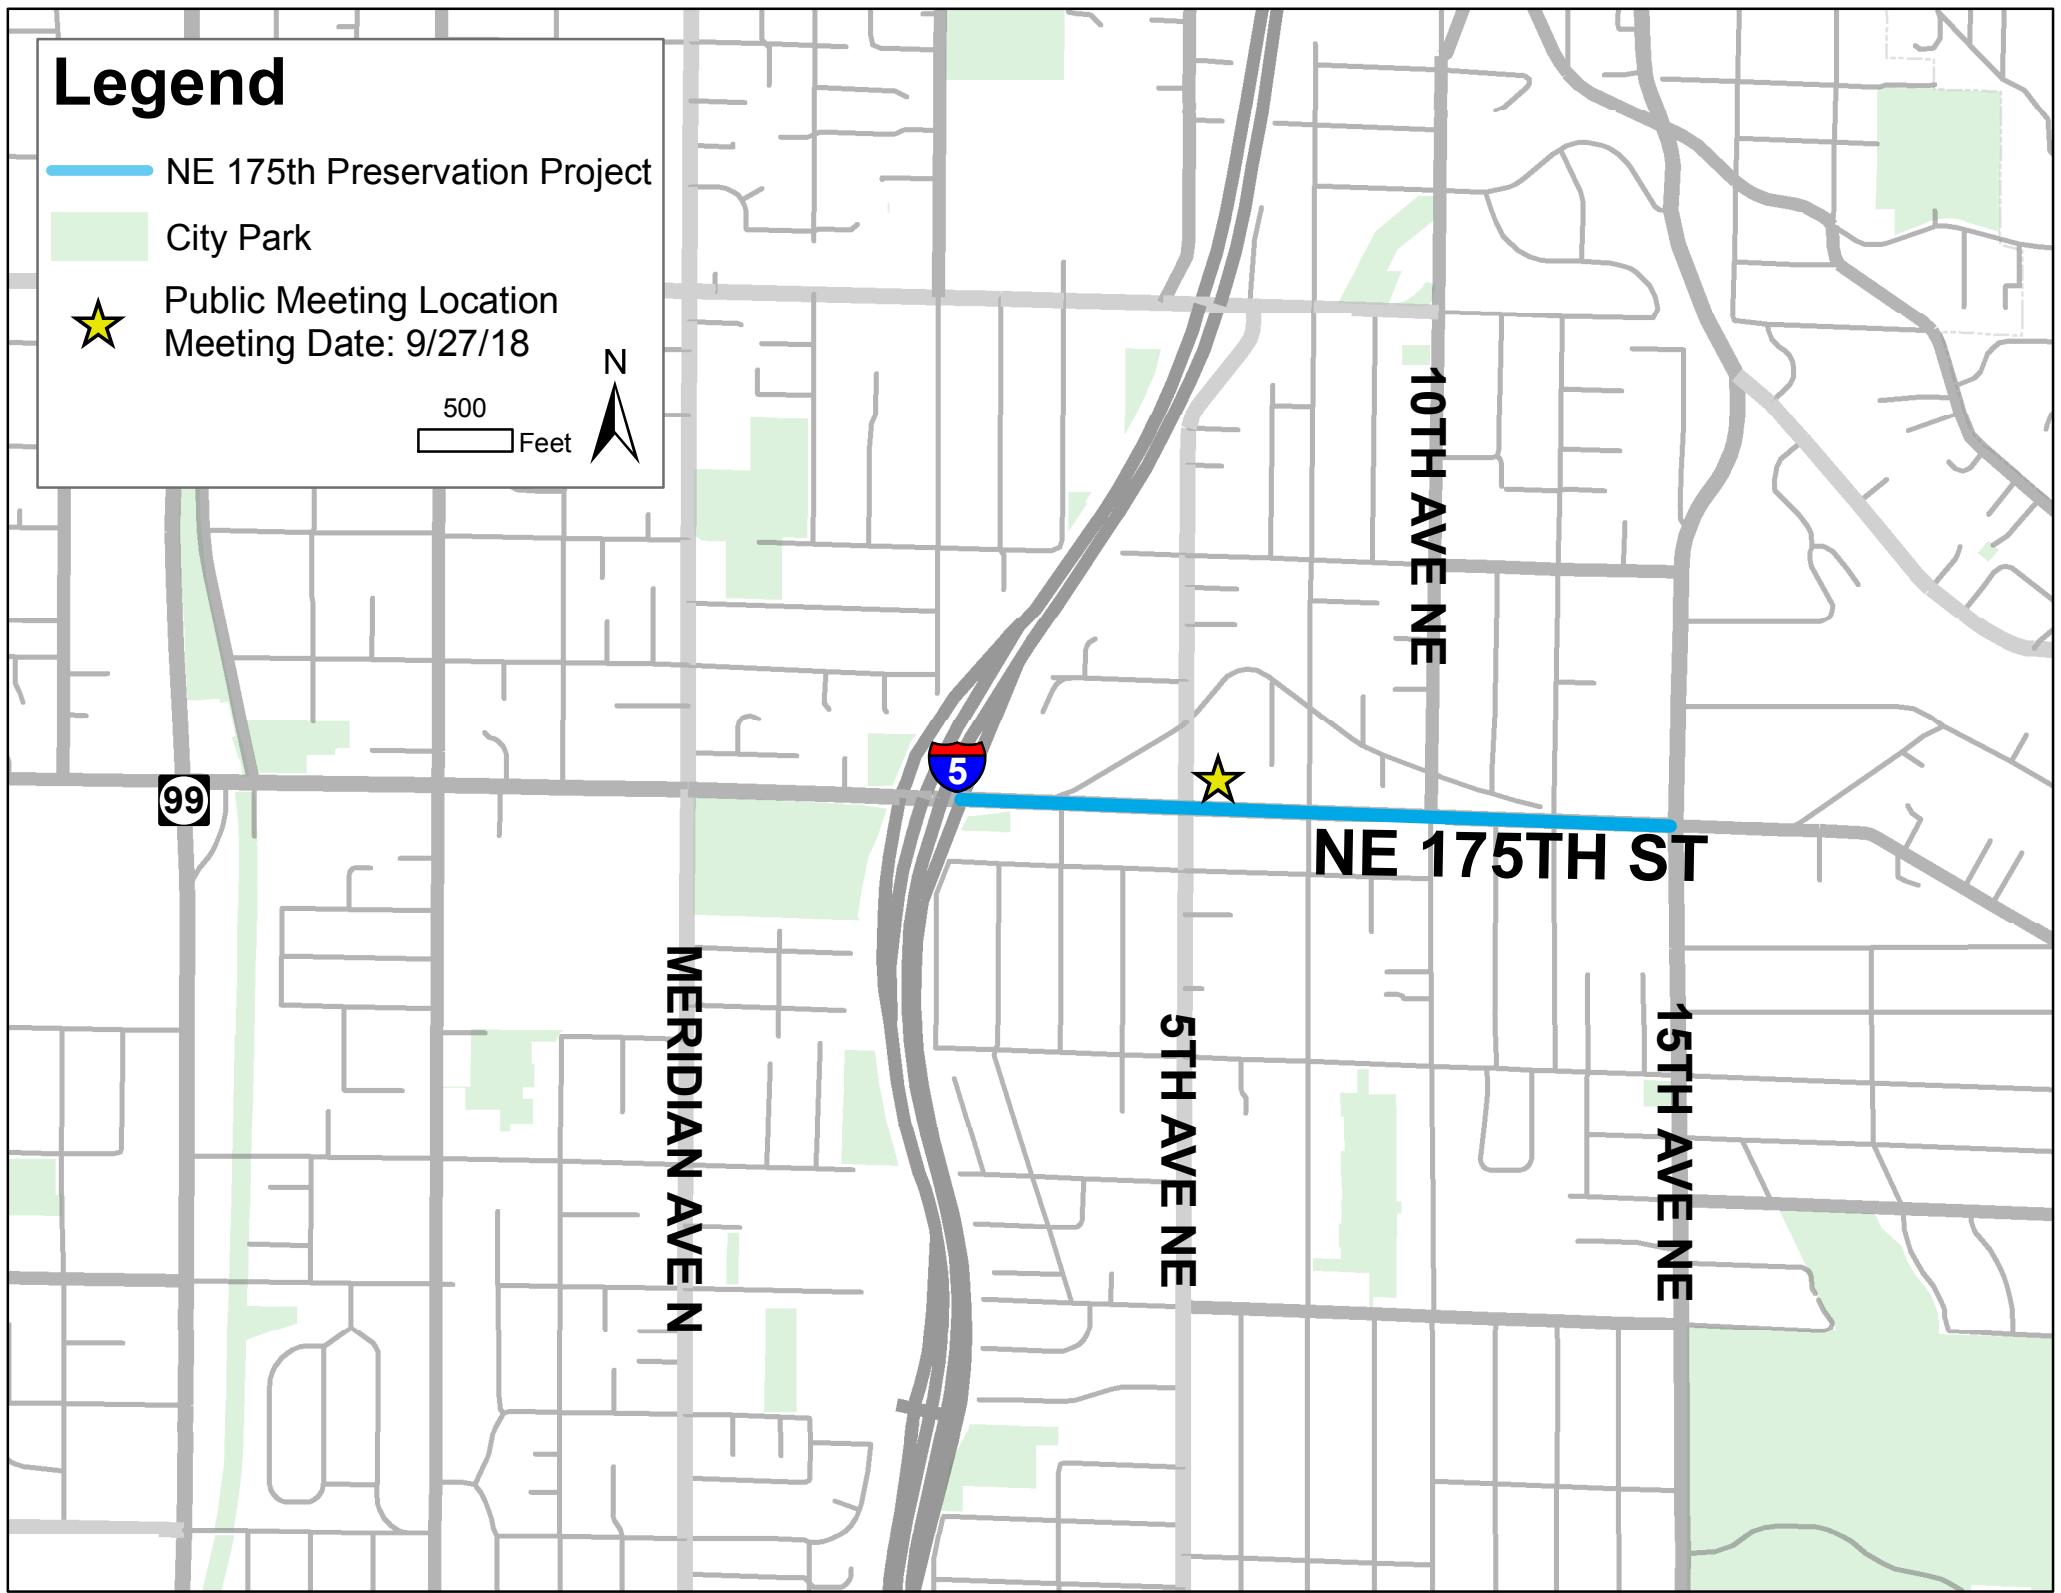 Legend
NE 175th Preservation Project
City Park
Public Meeting Location
Meeting Date: 9/27/18
N
500
Feet
10TH AVE NE
5
99
NE 175TH ST
MERIDIAN AVE N
5TH AVE NE
15TH AVE NE